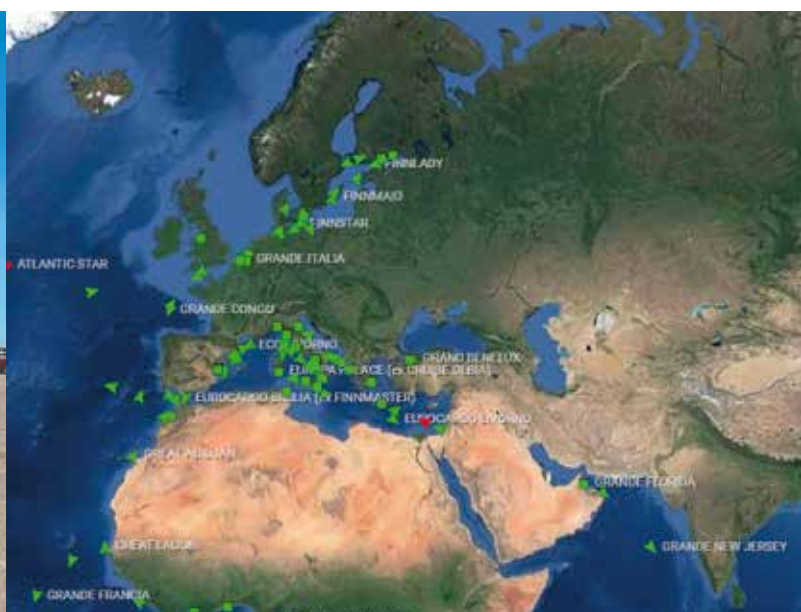 FINNLADY
FINNMAID
FINNSTAR
GRANDE ITALIA
ATLANTIC STAR
GRANDE CONGO
GRAND BENELUX
EUROPA PALACE [ex CRUISE OLBIA]
EUROCARGO SICILIA [ex FINNMASTER]
EUROCARGO LIVORNO
GREAT ABIDJAN
GRANDE FLORIDA
GREAT LAGOS
GRANDE NEW JERSEY
GRANDE FRANCIA